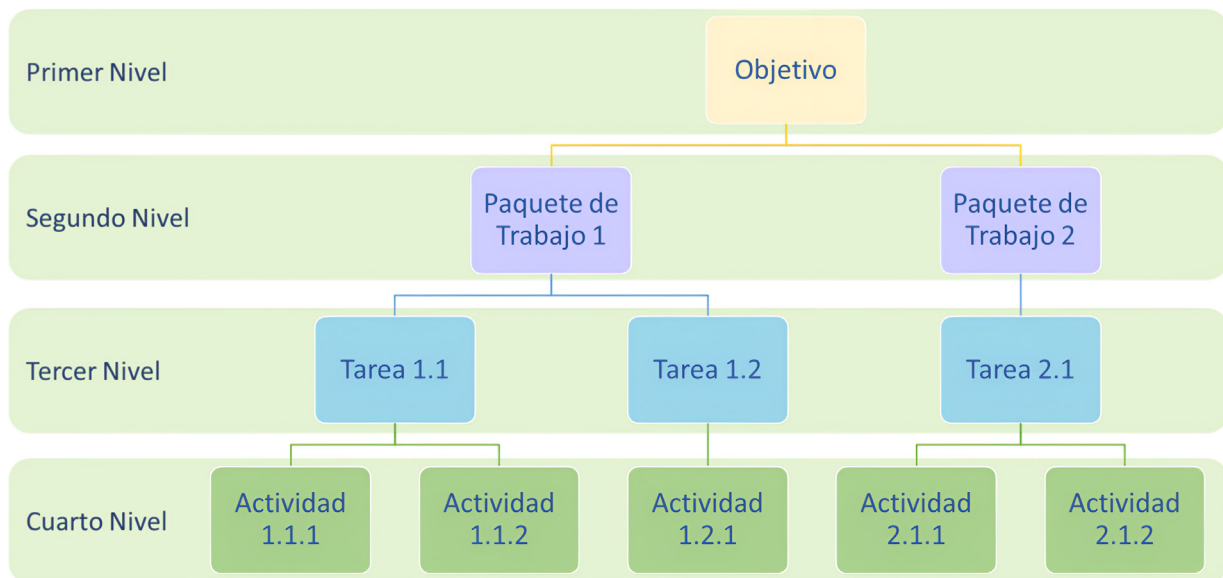 Primer Nivel
Objetivo
Segundo Nivel
Paquete de
Trabajo 1
Paquete de
Trabajo 2
Tercer Nivel
Tarea 1.1
Tarea 1.2
Tarea 2.1
Cuarto Nivel
Actividad
1.1.1
Actividad
1.1.2
Actividad
1.2.1
Actividad
2.1.1
Actividad
2.1.2